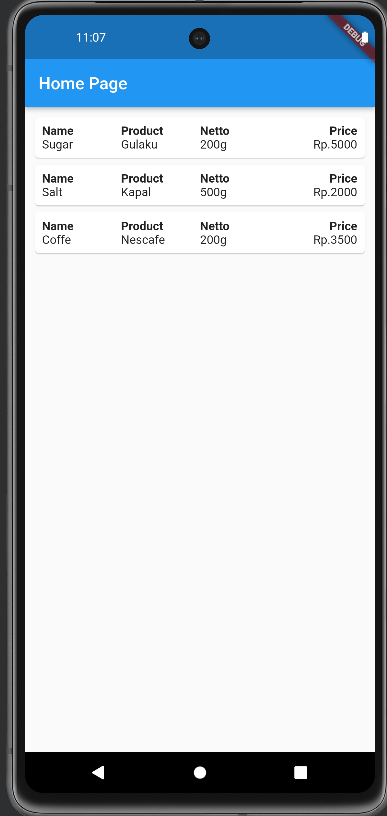 11:07
DEBUG
Home Page
Name Product Netto Price
Sugar Gulaku 200g Rp.5000
Name Product Netto Price
Salt Kapal 500g Rp.2000
Name Product Netto Price
Coffe Nescafe 200g Rp.3500